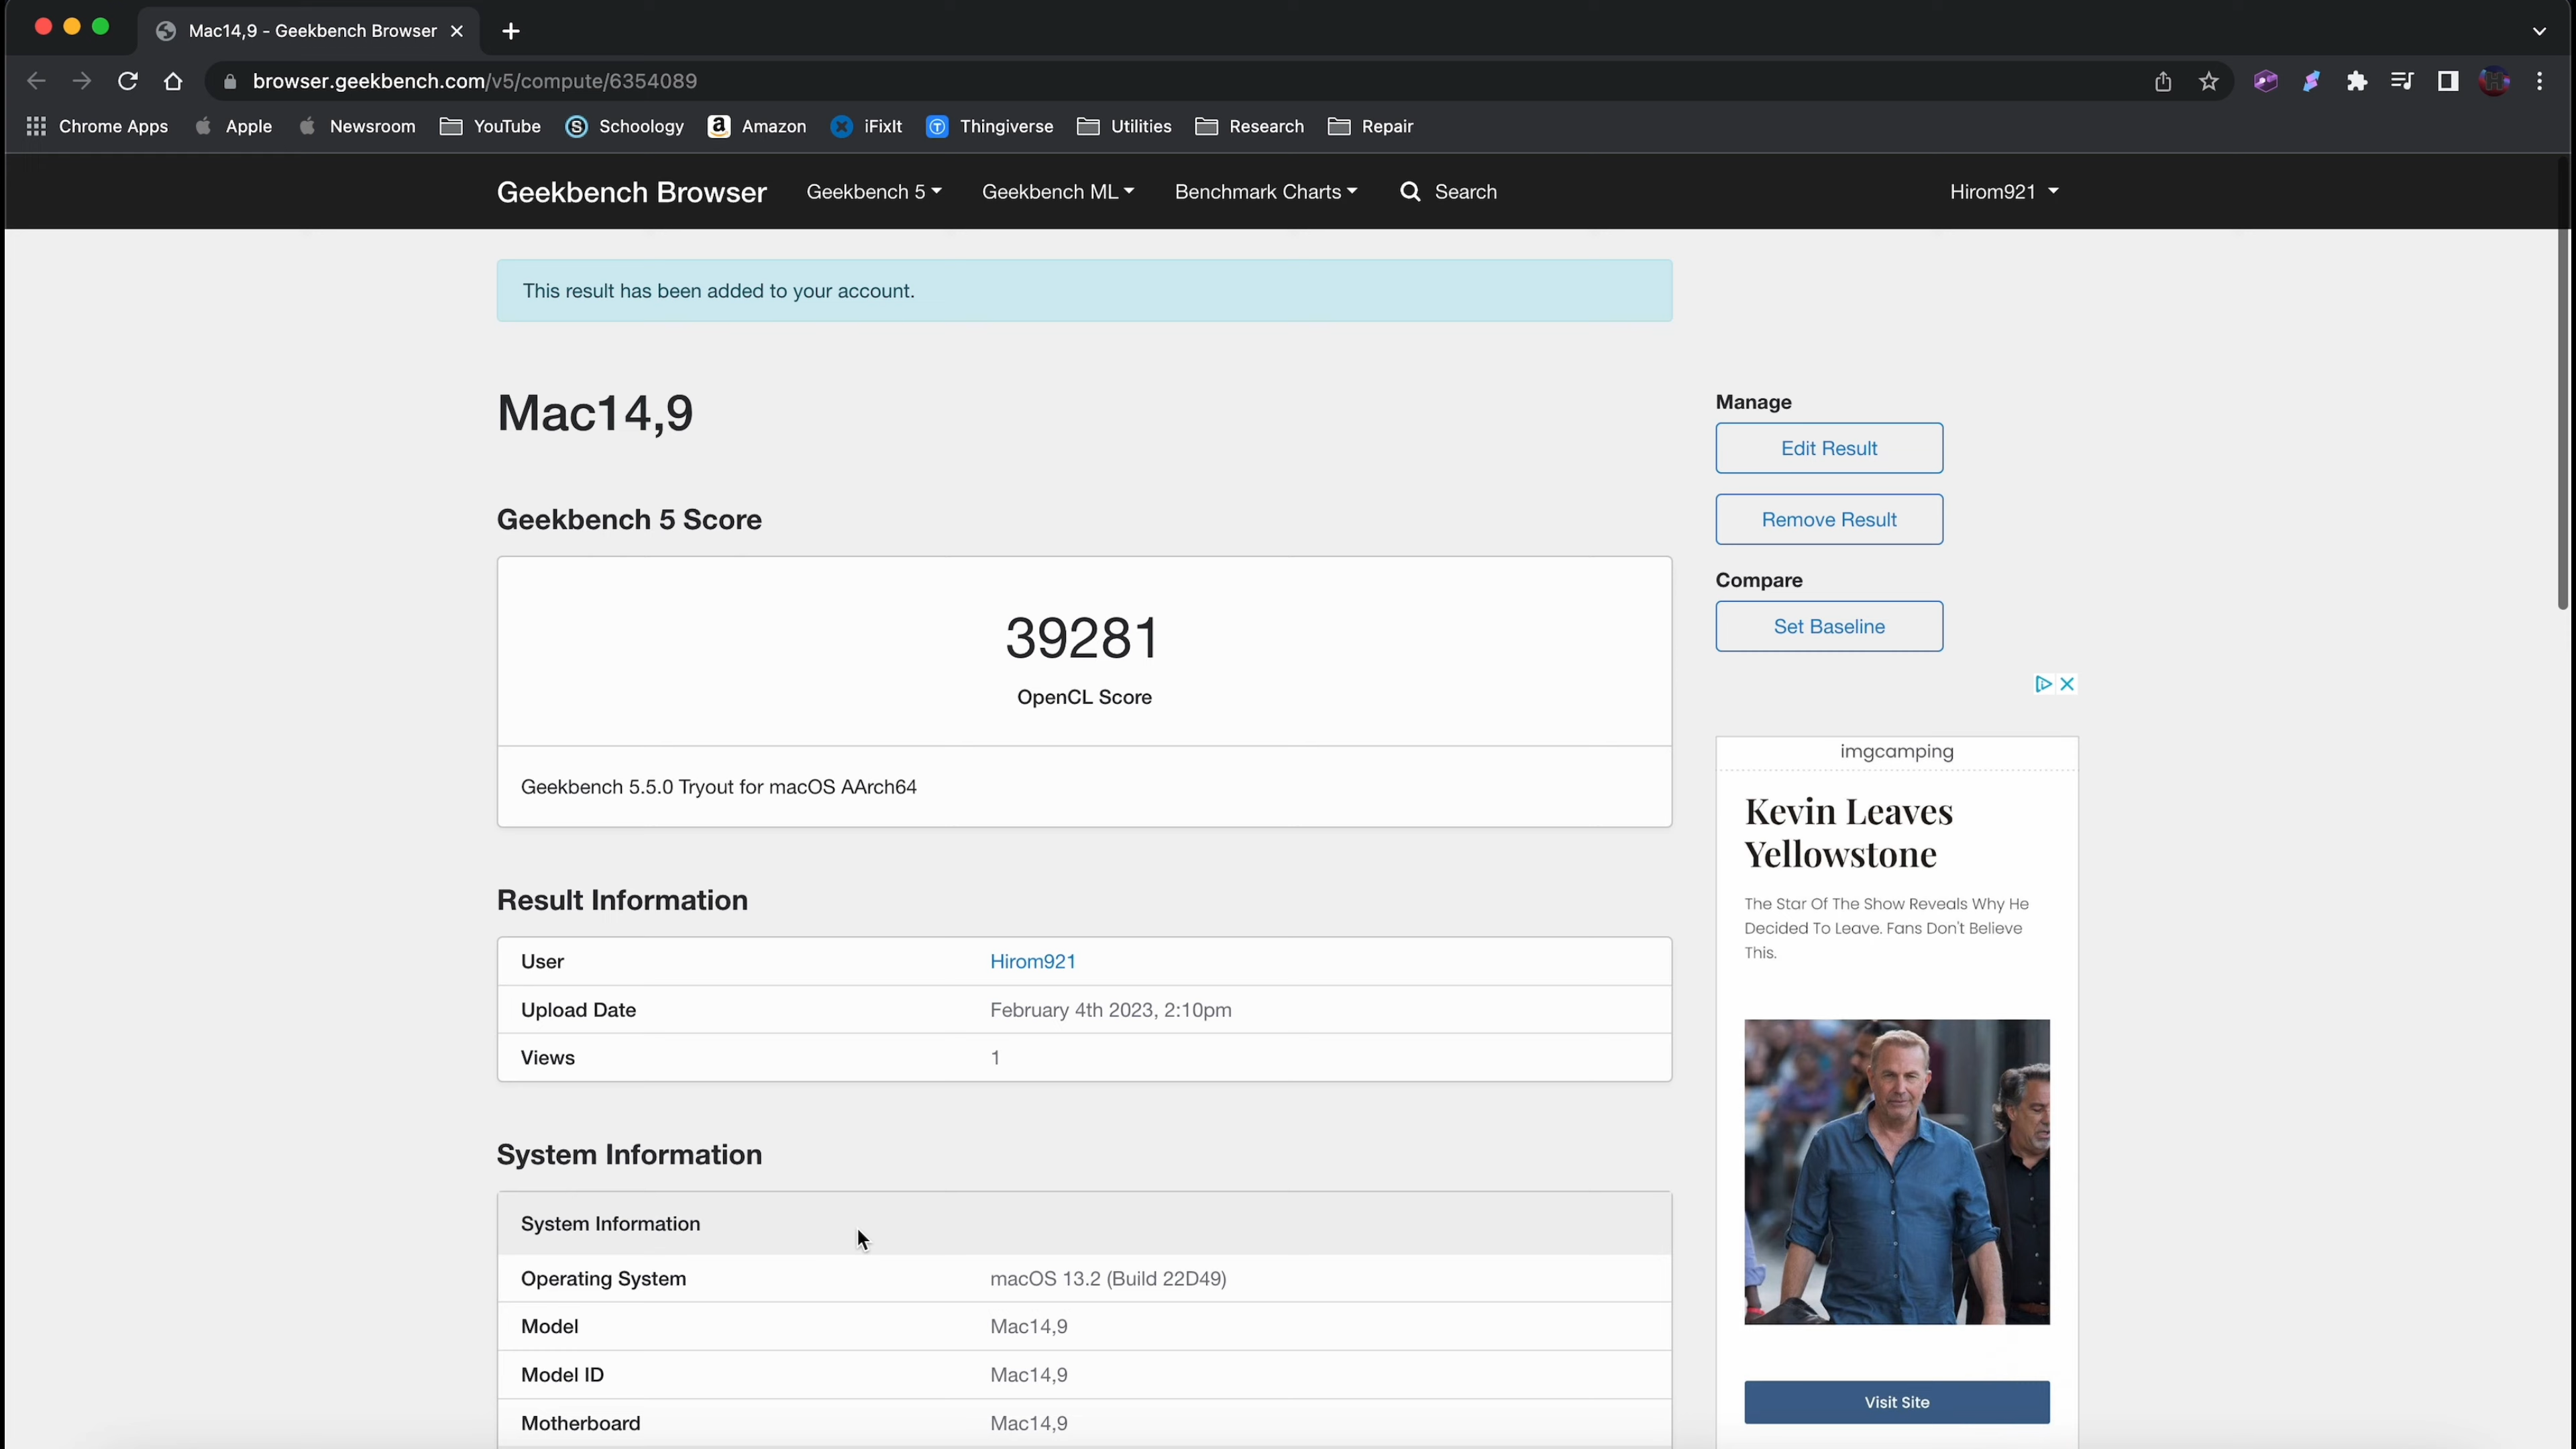 Mac14,9 - Geekbench Browser
browser.geekbench.com/v5/compute/6354089
Chrome Apps Apple Newsroom YouTube Schoology Amazon iFixIt Thingiverse Utilities Research Repair
Geekbench Browser Geekbench 5 Geekbench ML Benchmark Charts Search Hirom921
This result has been added to your account.
Mac14,9
Geekbench 5 Score
39281
OpenCL Score
Geekbench 5.5.0 Tryout for macOS AArch64
Result Information
User Hirom921
Upload Date February 4th 2023, 2:10pm
Views 1
System Information
System Information
Operating System macOS 13.2 (Build 22D49)
Model Mac14,9
Model ID Mac14,9
Motherboard Mac14,9
Manage
Edit Result
Remove Result
Compare
Set Baseline
imgcamping
Kevin Leaves
Yellowstone
The Star Of The Show Reveals Why He
Decided To Leave. Fans Don't Believe
This.
Visit Site